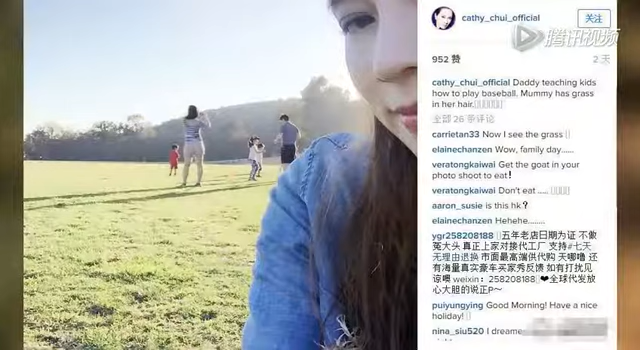 cathy_chui_official
关注
腾讯视频
952 赞
2 天
cathy_chui_official Daddy teaching kids
how to play baseball. Mummy has grass
in her hair.
全部 26 条评论
carrietan33 Now I see the grass
elainechanzen Wow, family day......
veratongkaiwai Get the goat in your
photo shoot to eat!
veratongkaiwai Don't eat .....
aaron_susie is this hk?
elainechanzen Hehehe........
ygr258208188 五年老店日期为证 不做
冤大头 真正上家对接代工厂 支持#七天
无理由退换 市面最高端供代购 天哪噜 还
有海量真实豪车买家秀反馈 如有打扰见
谅噢 weixin：258208188 ❤全球代发放
心大胆的说正P～
puiyungying Good Morning! Have a nice
holiday!
nina_siu520 I dreame